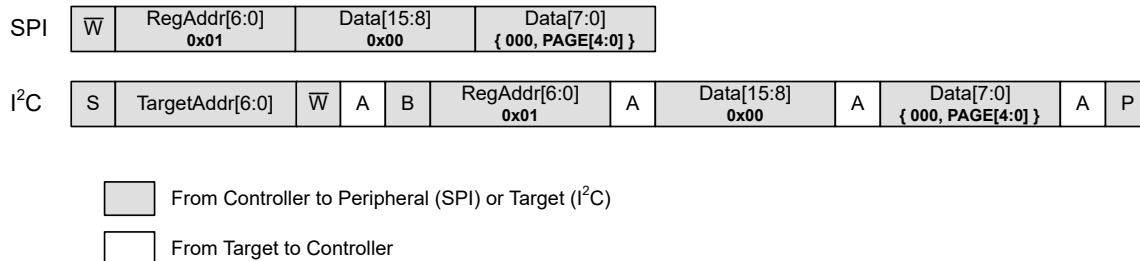 SPI W̅ RegAddr[6:0] Data[15:8] Data[7:0]
0x01 0x00 { 000, PAGE[4:0] }
I²C S TargetAddr[6:0] W̅ A B RegAddr[6:0] A Data[15:8] A Data[7:0] A P
0x01 0x00 { 000, PAGE[4:0] }
From Controller to Peripheral (SPI) or Target (I²C)
From Target to Controller